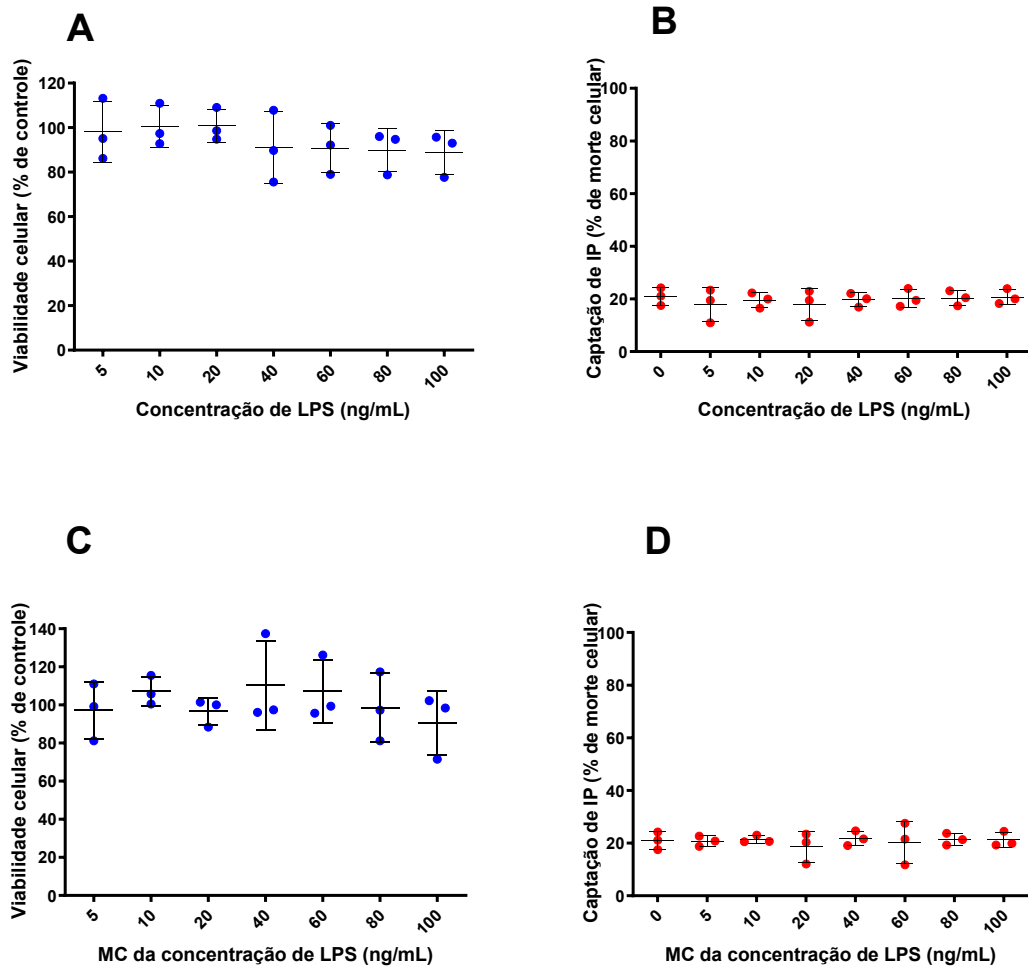 A
Viabilidade celular (% de controle)
120
100
80
60
40
20
0
5 10 20 40 60 80 100
Concentração de LPS (ng/mL)
B
Captação de IP (% de morte celular)
100
80
60
40
20
0
0 5 10 20 40 60 80 100
Concentração de LPS (ng/mL)
C
Viabilidade celular (% de controle)
140
120
100
80
60
40
20
0
5 10 20 40 60 80 100
MC da concentração de LPS (ng/mL)
D
Captação de IP (% de morte celular)
100
80
60
40
20
0
0 5 10 20 40 60 80 100
MC da concentração de LPS (ng/mL)